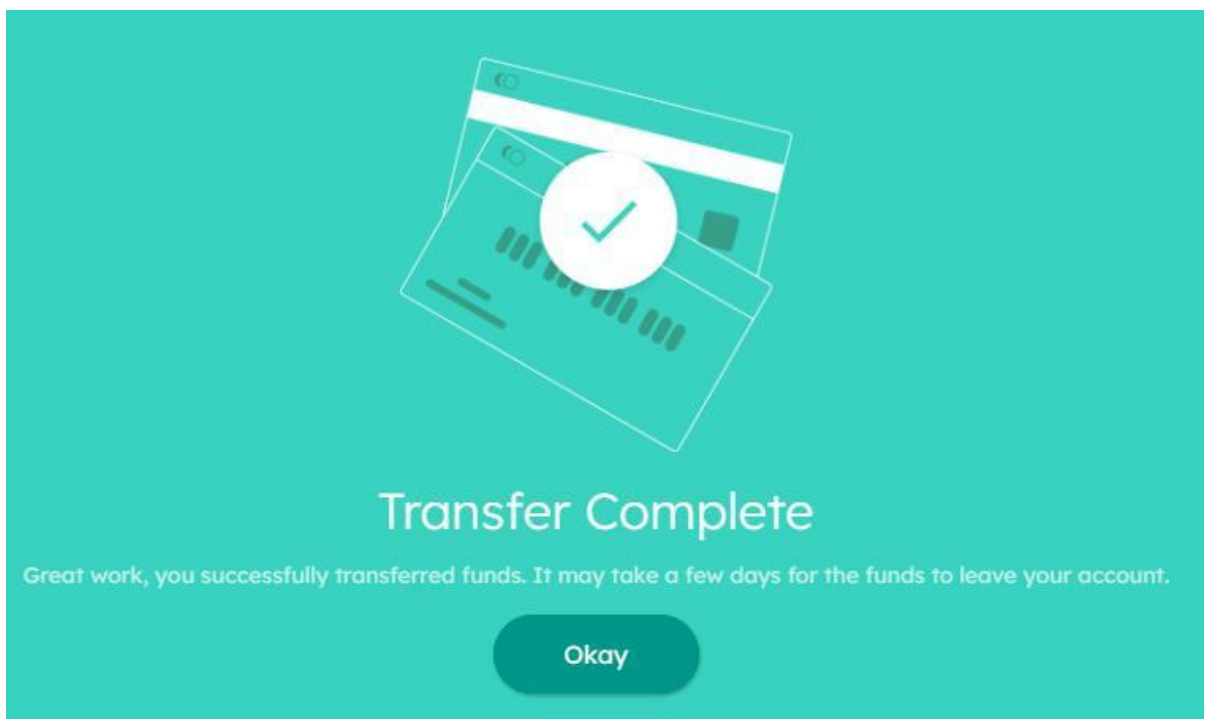 Transfer Complete
Great work, you successfully transferred funds. It may take a few days for the funds to leave your account.
Okay